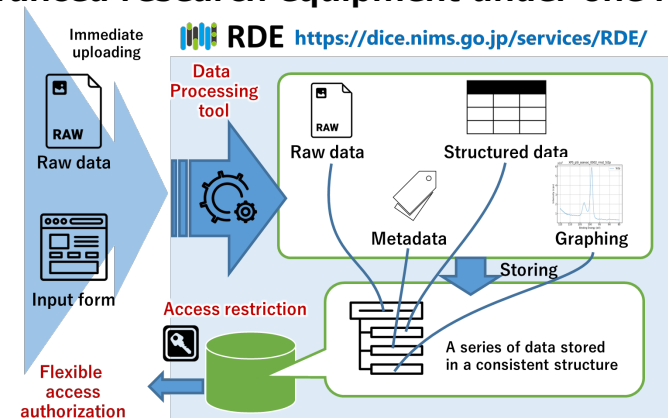 Immediate
uploading
RDE https://dice.nims.go.jp/services/RDE/
Data
Processing
tool
RAW
Raw data
Input form
RAW
Raw data
Structured data
Metadata
Graphing
Storing
Access restriction
A series of data stored
in a consistent structure
Flexible
access
authorization